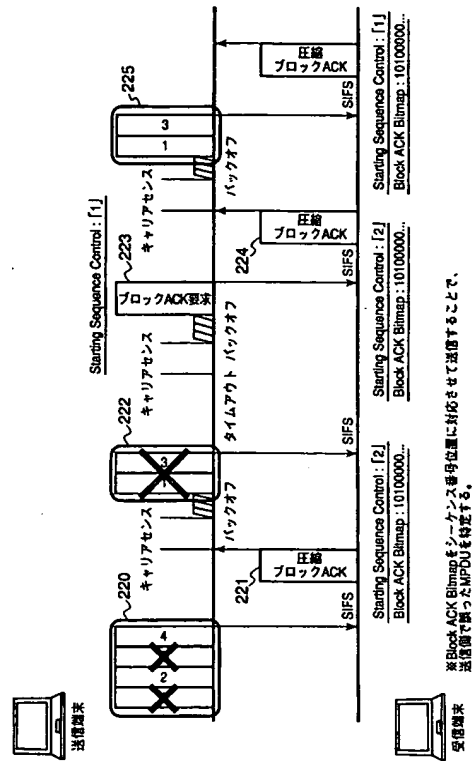 送信端末
220
2
4
221
圧縮
ブロックACK
SIFS
キャリアセンス
バックオフ
222
3
1
SIFS
タイムアウト
キャリアセンス
バックオフ
Starting Sequence Control : 「1」
223
ブロックACK要求
SIFS
224
圧縮
ブロックACK
キャリアセンス
バックオフ
225
1
3
SIFS
圧縮
ブロックACK
受信端末
Starting Sequence Control : 「2」
Block ACK Bitmap : 10100000...
Starting Sequence Control : 「2」
Block ACK Bitmap : 10100000...
Starting Sequence Control : 「1」
Block ACK Bitmap : 10100000...
※Block ACK Bitmapをシーケンス番号位置に対応させて送信することで、
送信側で誤ったMPDUを特定する。